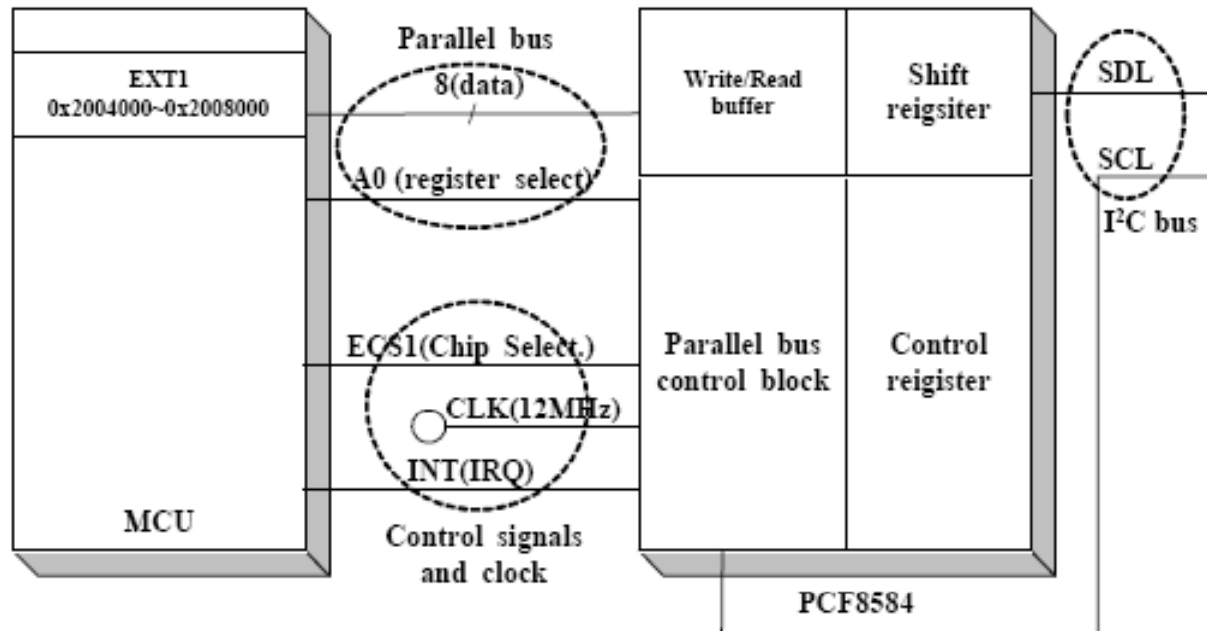 EXT1
0x2004000~0x2008000
MCU
Parallel bus
8(data)
A0 (register select)
ECS1(Chip Select.)
CLK(12MHz)
INT(IRQ)
Control signals
and clock
Write/Read
buffer
Shift
reigsiter
Parallel bus
control block
Control
reigister
PCF8584
SDL
SCL
I²C bus